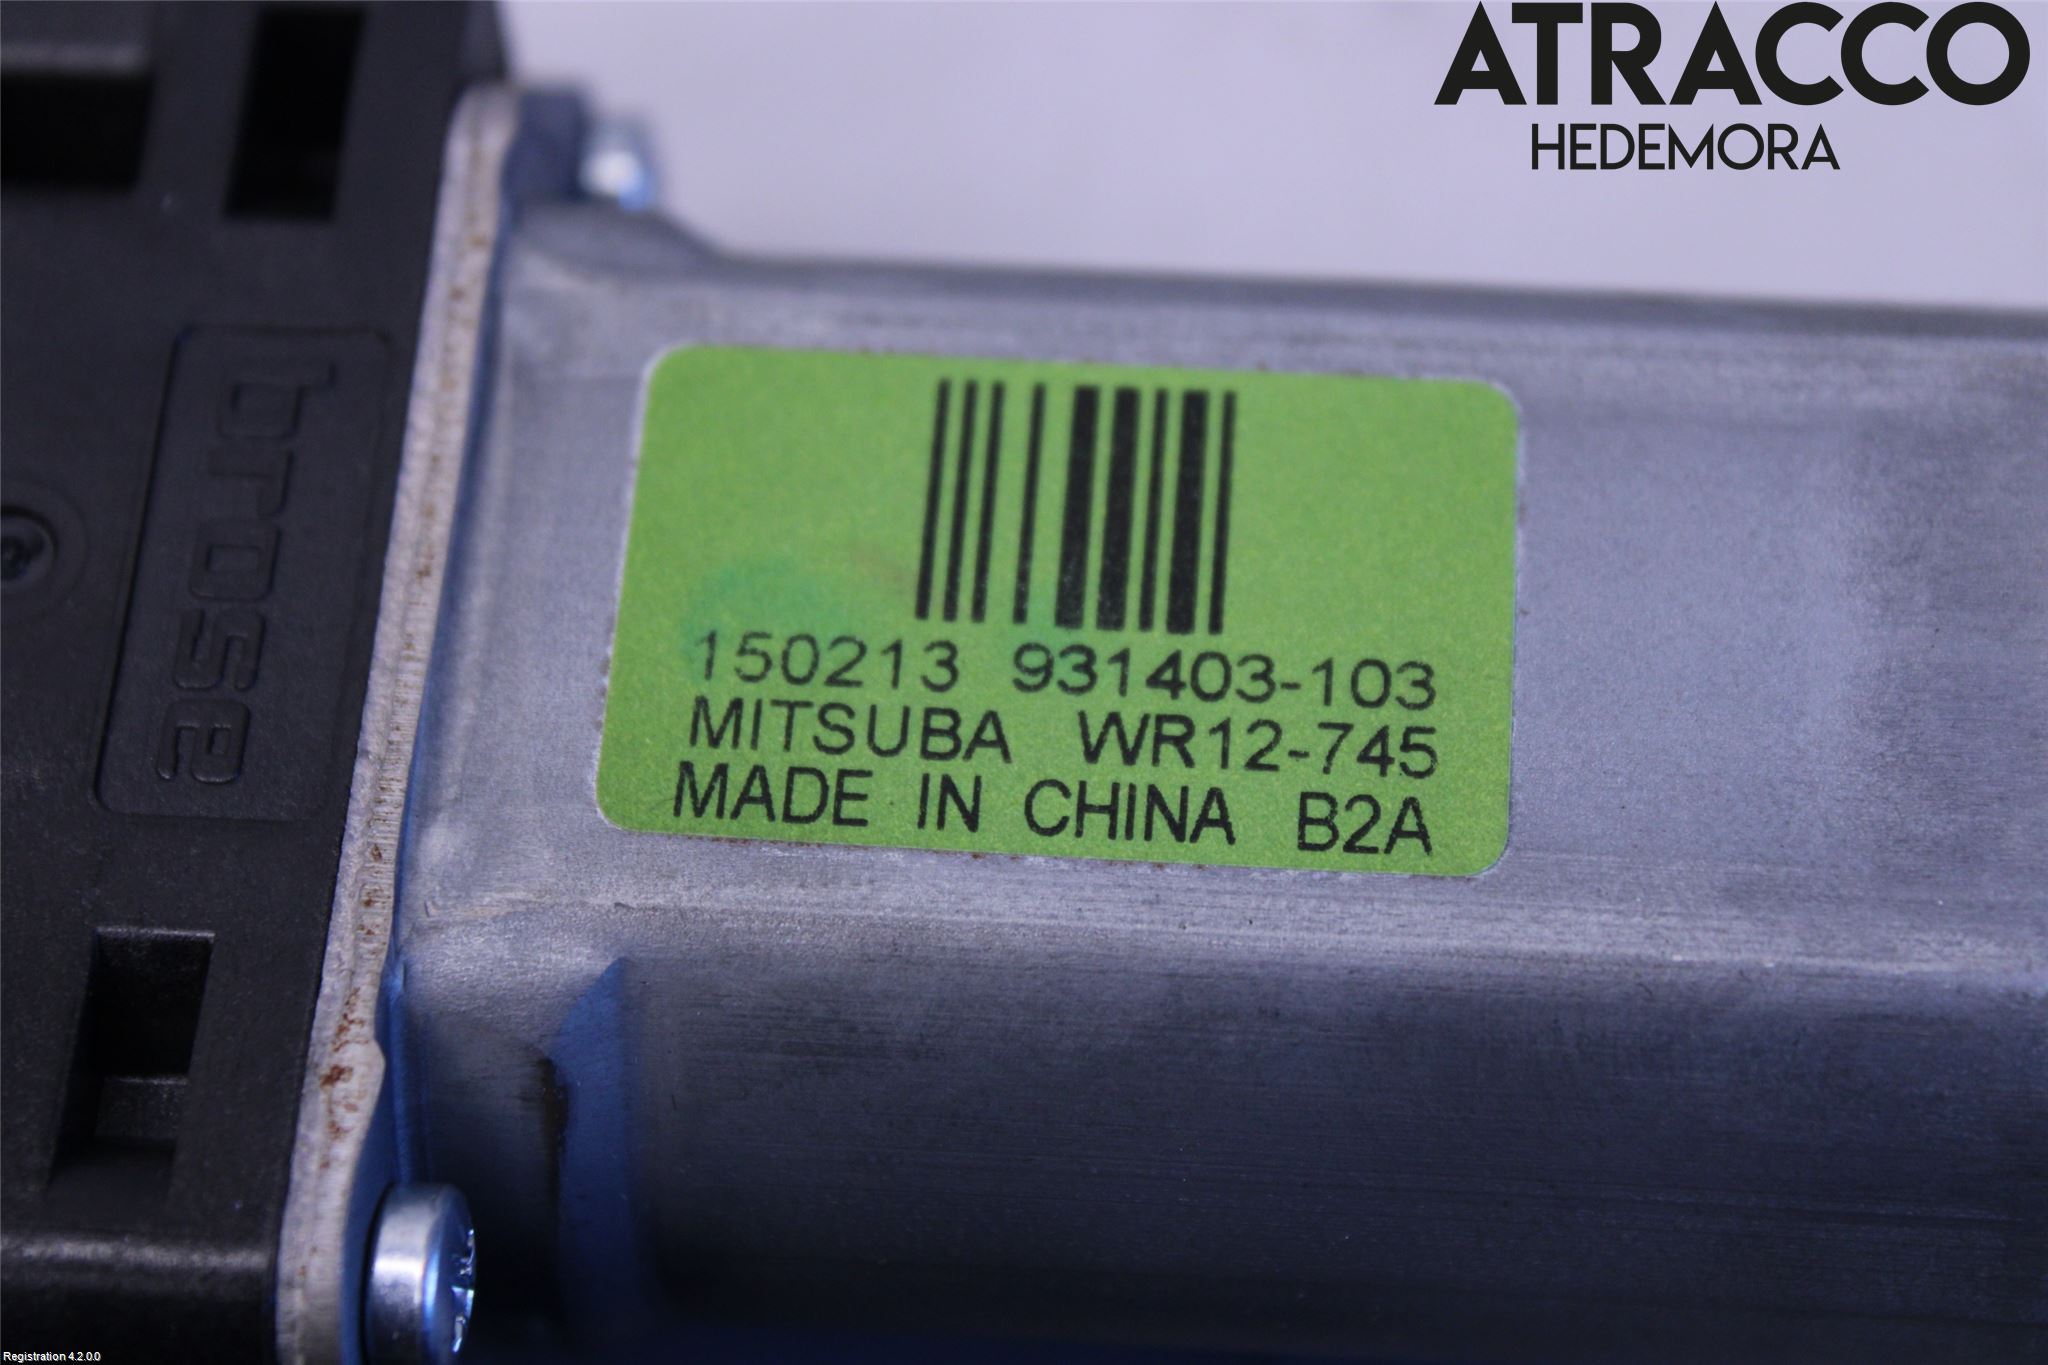 ATRACCO
HEDEMORA
brose
150213 931403-103
MITSUBA WR12-745
MADE IN CHINA B2A
Registration 4.2.0.0